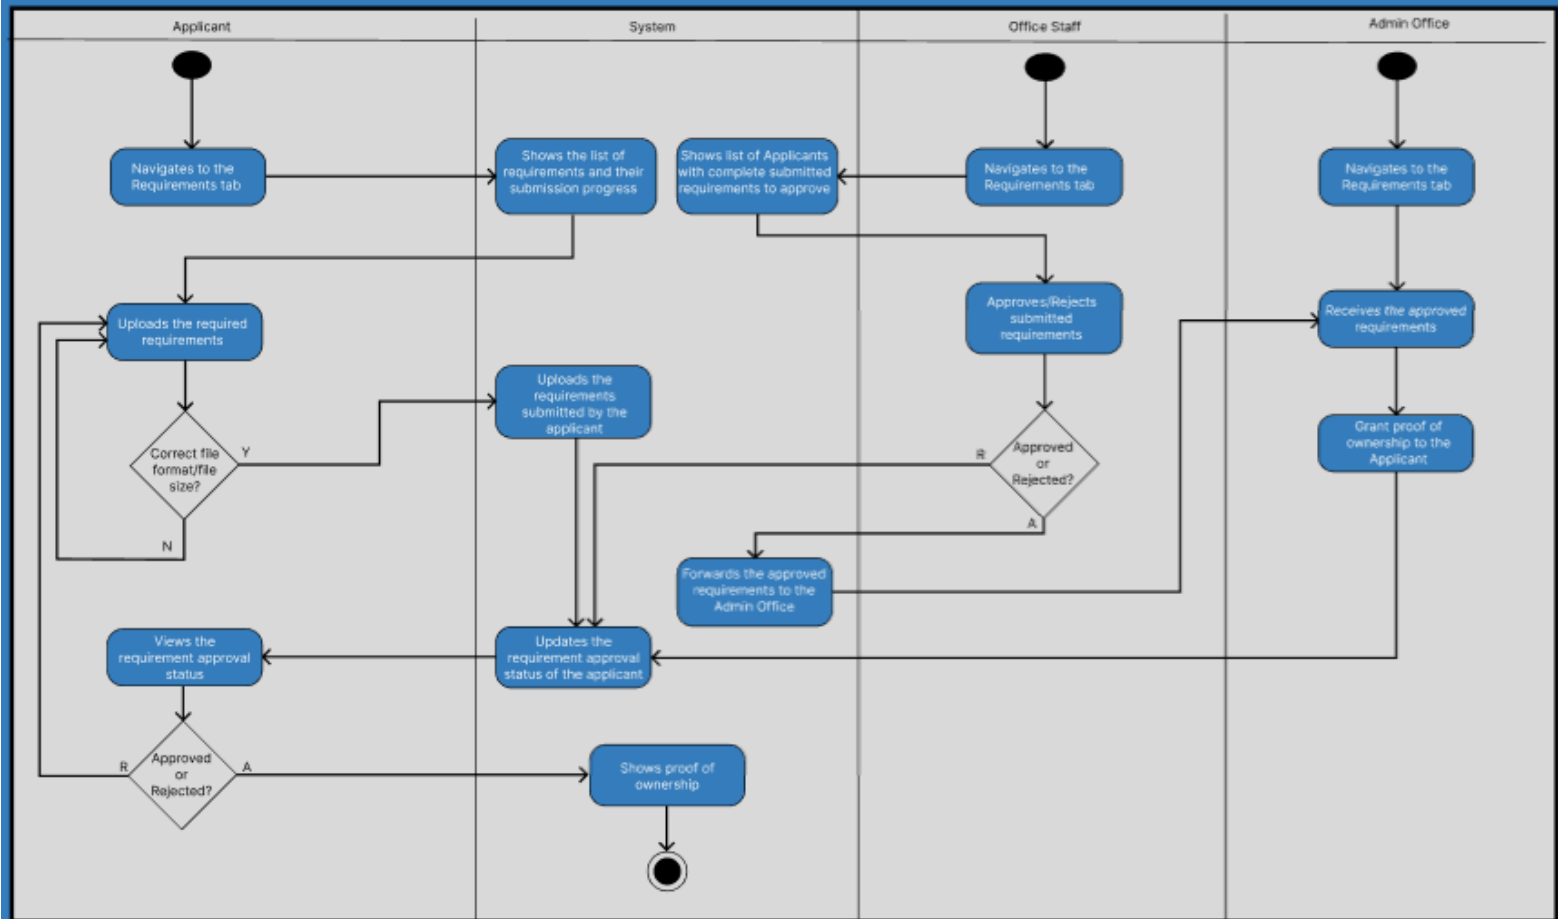 Applicant
System
Office Staff
Admin Office
Navigates to the
Requirements tab
Shows the list of
requirements and their
submission progress
Shows list of Applicants
with complete submitted
requirements to approve
Navigates to the
Requirements tab
Navigates to the
Requirements tab
Uploads the required
requirements
Approves/Rejects
submitted
requirements
Receives the approved
requirements
Uploads the
requirements
submitted by the
applicant
Correct file
format/file
size?
Y
N
Approved
or
Rejected?
R
A
Grant proof of
ownership to the
Applicant
Forwards the approved
requirements to the
Admin Office
Views the
requirement approval
status
Updates the
requirement approval
status of the applicant
Approved
or
Rejected?
R
A
Shows proof of
ownership